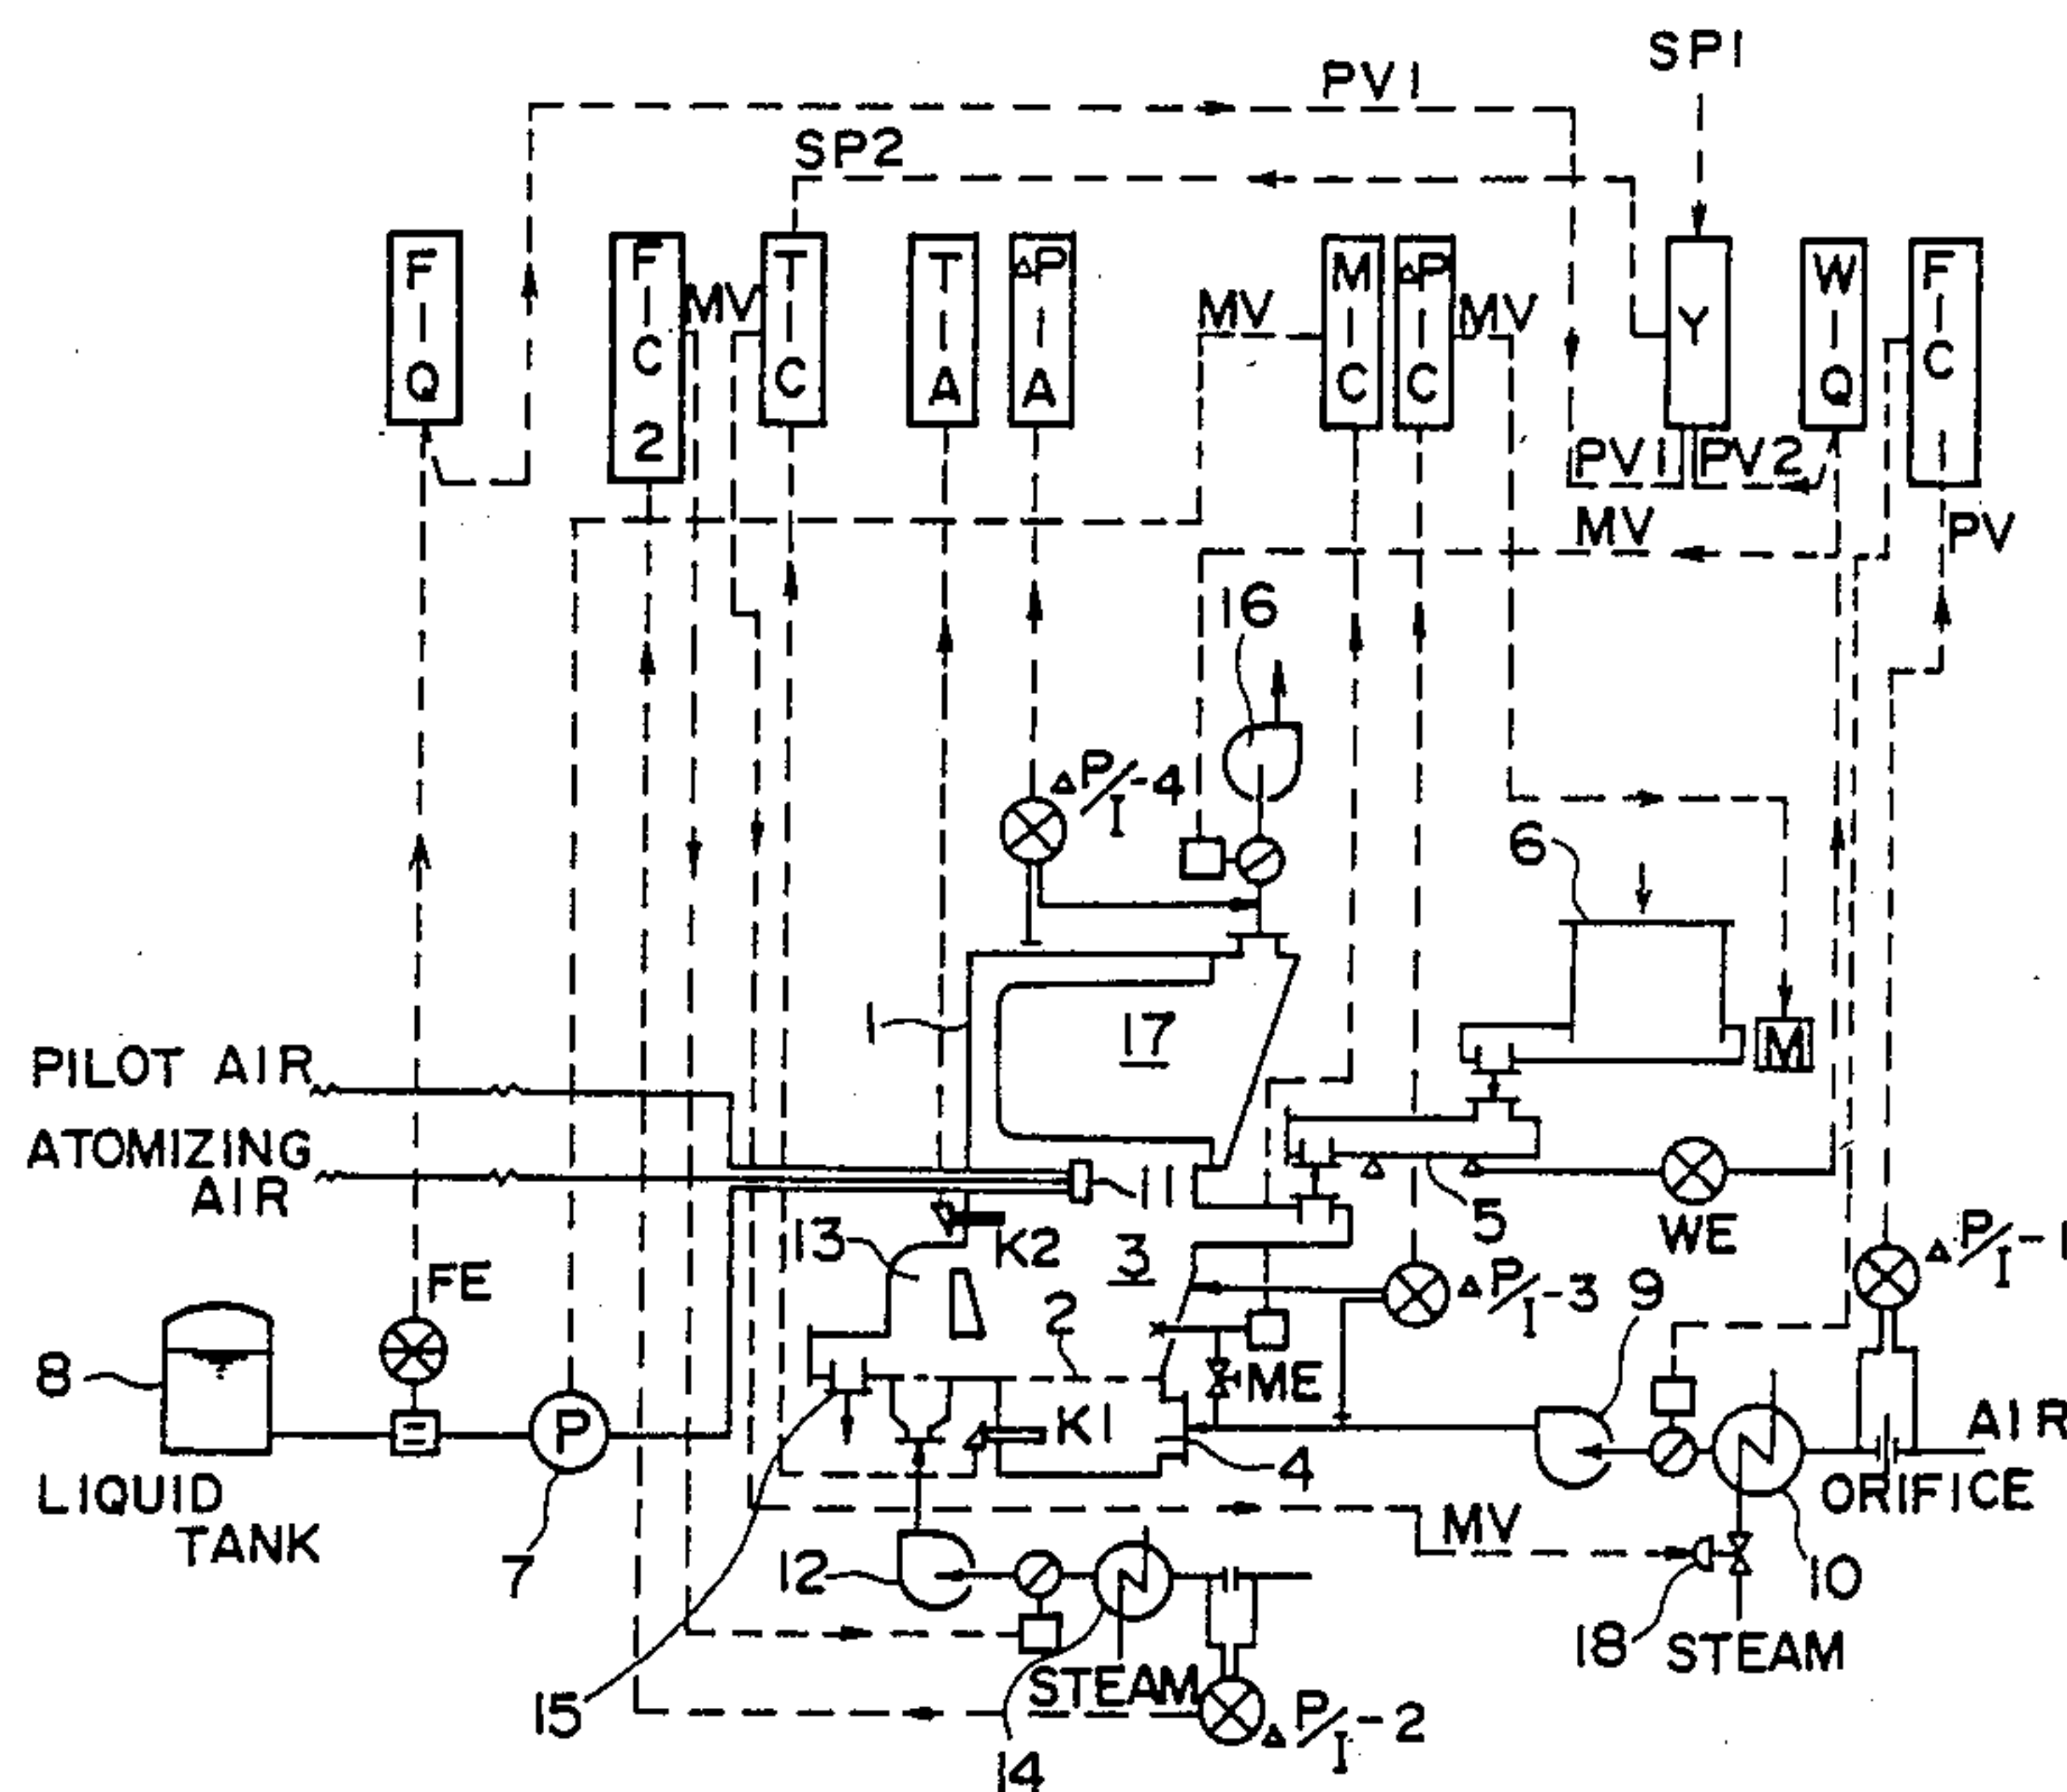 SP1
PV1
SP2
F-I-Q
F-I-C 2
MV
T-I-C
T-I-A
ΔP-I-A
MV
M-I-C
ΔP-I-C
MV
Y
W-I-Q
F-I-C-1
PV1
PV2
MV
PV
16
ΔP/I-4
6
1
17
M
PILOT AIR
ATOMIZING
AIR
11
5
WE
13
K2
3
ΔP/I-3
9
ΔP/I-1
FE
2
8
P
K1
ME
4
AIR
ORIFICE
LIQUID
TANK
7
12
MV
10
18
STEAM
15
STEAM
ΔP/I-2
14